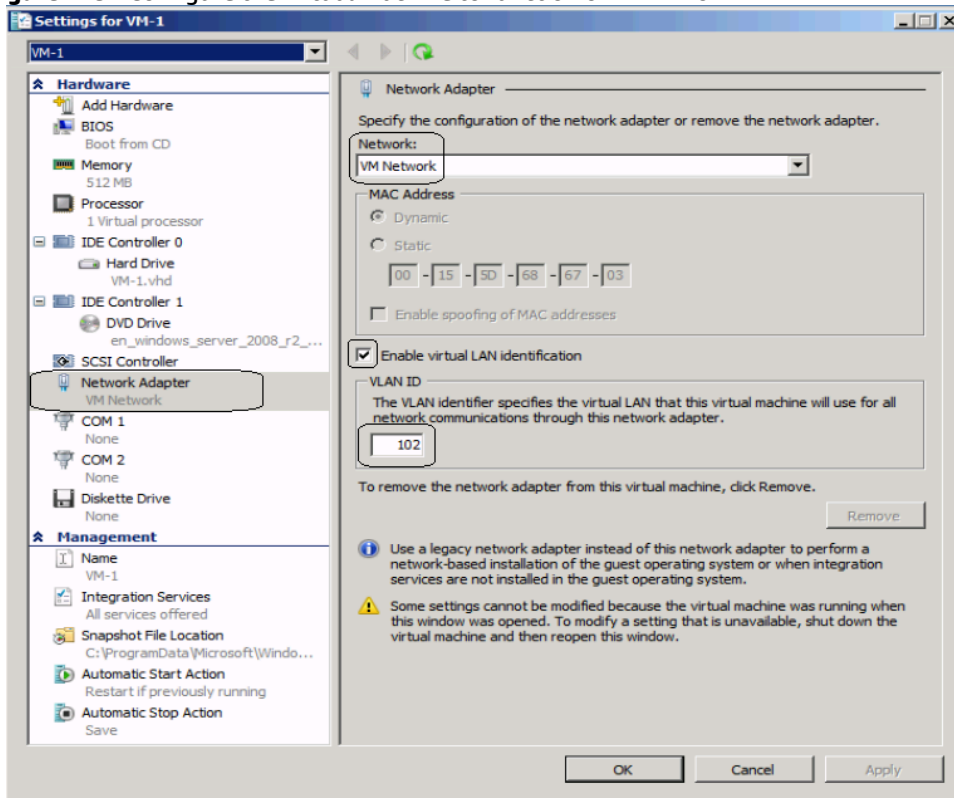 Settings for VM-1
VM-1
Hardware
Add Hardware
BIOS
Boot from CD
Memory
512 MB
Processor
1 Virtual processor
IDE Controller 0
Hard Drive
VM-1.vhd
IDE Controller 1
DVD Drive
en_windows_server_2008_r2_...
SCSI Controller
Network Adapter
VM Network
COM 1
None
COM 2
None
Diskette Drive
None
Management
Name
VM-1
Integration Services
All services offered
Snapshot File Location
C:\ProgramData\Microsoft\Windo...
Automatic Start Action
Restart if previously running
Automatic Stop Action
Save
Network Adapter
Specify the configuration of the network adapter or remove the network adapter.
Network:
VM Network
MAC Address
Dynamic
Static
00 - 15 - 5D - 68 - 67 - 03
Enable spoofing of MAC addresses
Enable virtual LAN identification
VLAN ID
The VLAN identifier specifies the virtual LAN that this virtual machine will use for all
network communications through this network adapter.
102
To remove the network adapter from this virtual machine, click Remove.
Remove
Use a legacy network adapter instead of this network adapter to perform a
network-based installation of the guest operating system or when integration
services are not installed in the guest operating system.
Some settings cannot be modified because the virtual machine was running when
this window was opened. To modify a setting that is unavailable, shut down the
virtual machine and then reopen this window.
OK
Cancel
Apply